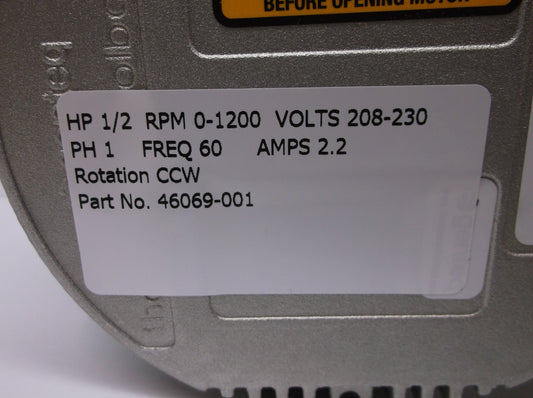 BEFORE OPENING MOTOR
HP 1/2 RPM 0-1200 VOLTS 208-230
PH 1 FREQ 60 AMPS 2.2
Rotation CCW
Part No. 46069-001